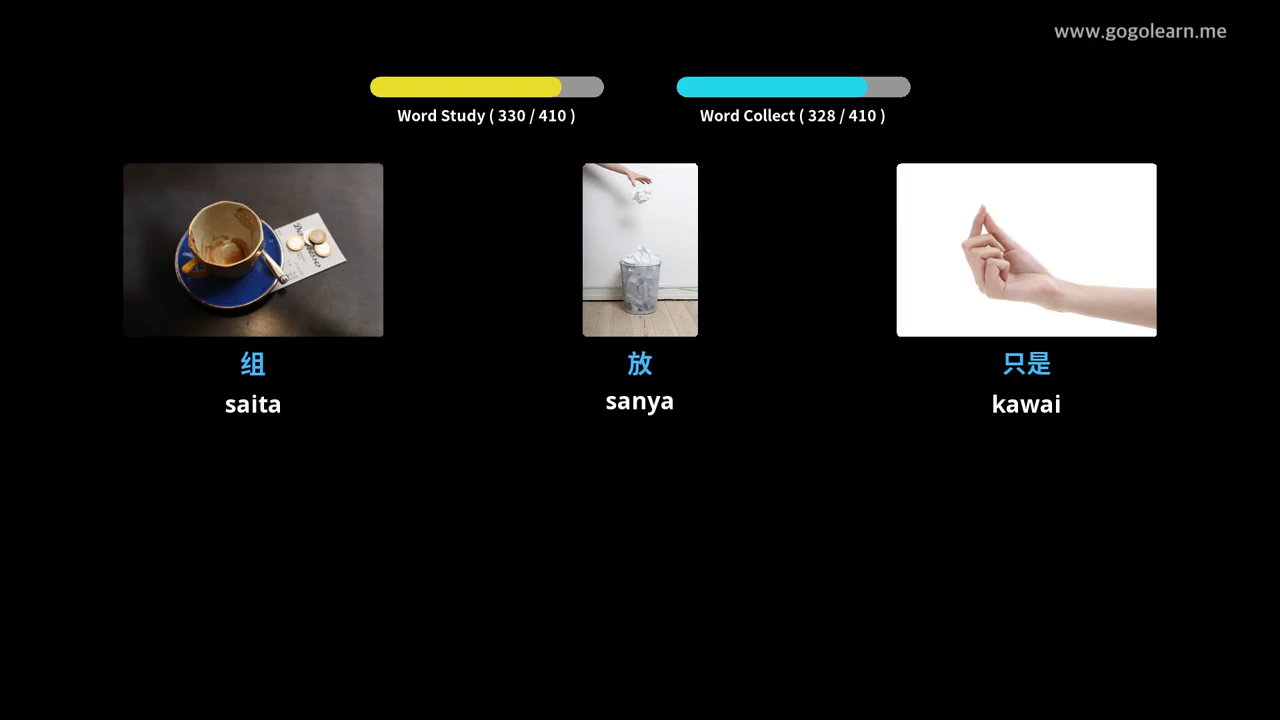 www.gogolearn.me
Word Study ( 330 / 410 )
Word Collect ( 328 / 410 )
组
放
只是
saita
sanya
kawai